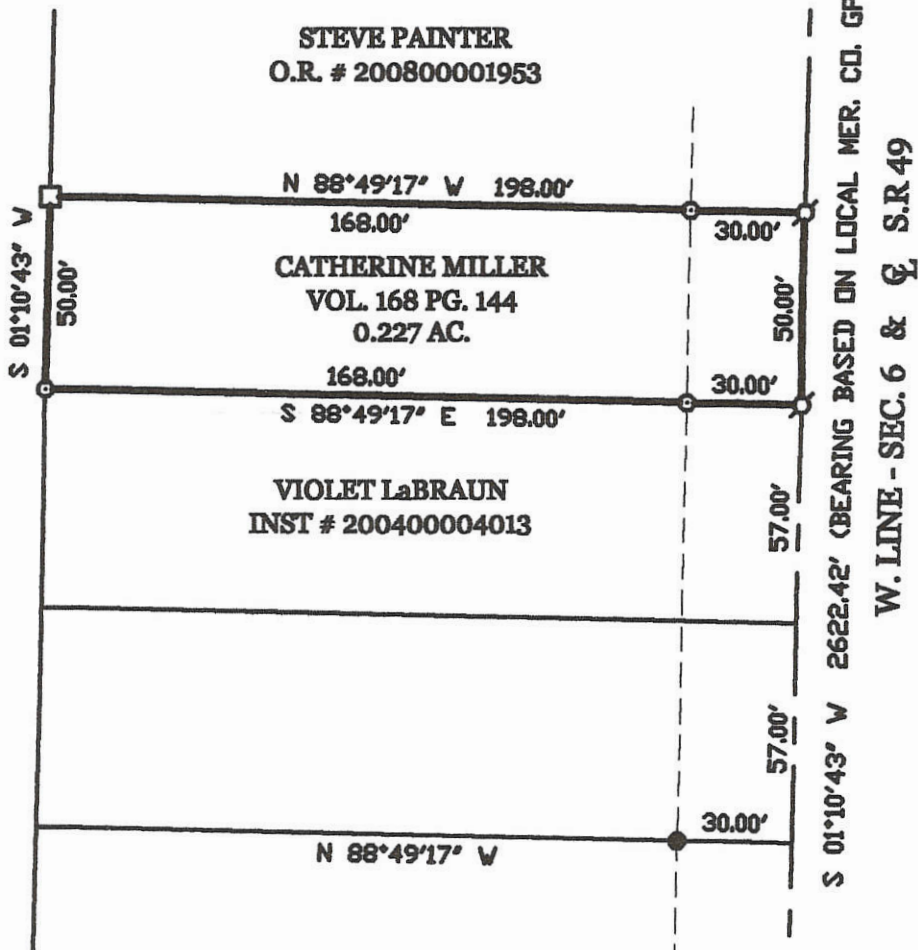 STEVE PAINTER
O.R. # 200800001953
N 88°49'17" W 198.00'
168.00'
30.00'
S 01°10'43" W
50.00'
CATHERINE MILLER
VOL. 168 PG. 144
0.227 AC.
50.00'
168.00'
30.00'
S 88°49'17" E 198.00'
VIOLET LaBRAUN
INST # 200400004013
57.00'
57.00'
30.00'
N 88°49'17" W
S 01°10'43" W 2622.42' (BEARING BASED ON LOCAL MER. CO.
W. LINE - SEC. 6 & ℄ S.R 49